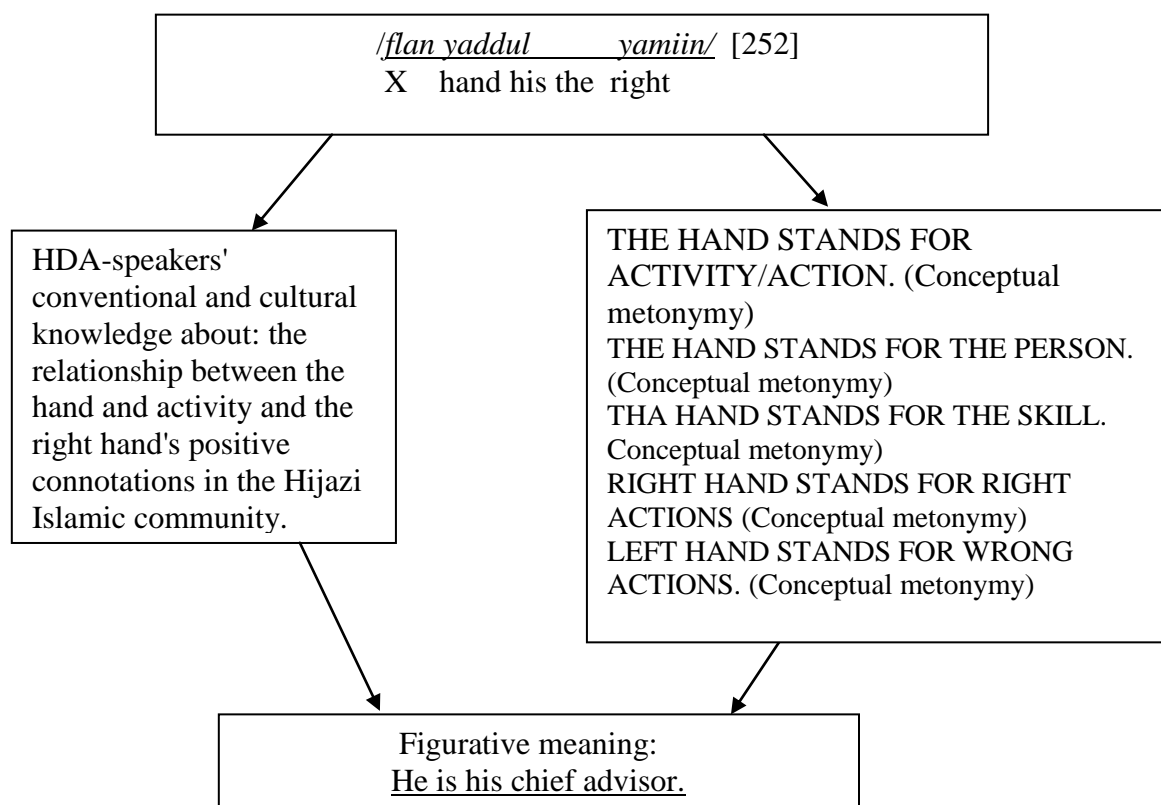 /flan yaddul yamiin/ [252]
X hand his the right
HDA-speakers'
conventional and cultural
knowledge about: the
relationship between the
hand and activity and the
right hand's positive
connotations in the Hijazi
Islamic community.
THE HAND STANDS FOR
ACTIVITY/ACTION. (Conceptual
metonymy)
THE HAND STANDS FOR THE PERSON.
(Conceptual metonymy)
THA HAND STANDS FOR THE SKILL.
Conceptual metonymy)
RIGHT HAND STANDS FOR RIGHT
ACTIONS (Conceptual metonymy)
LEFT HAND STANDS FOR WRONG
ACTIONS. (Conceptual metonymy)
Figurative meaning:
He is his chief advisor.